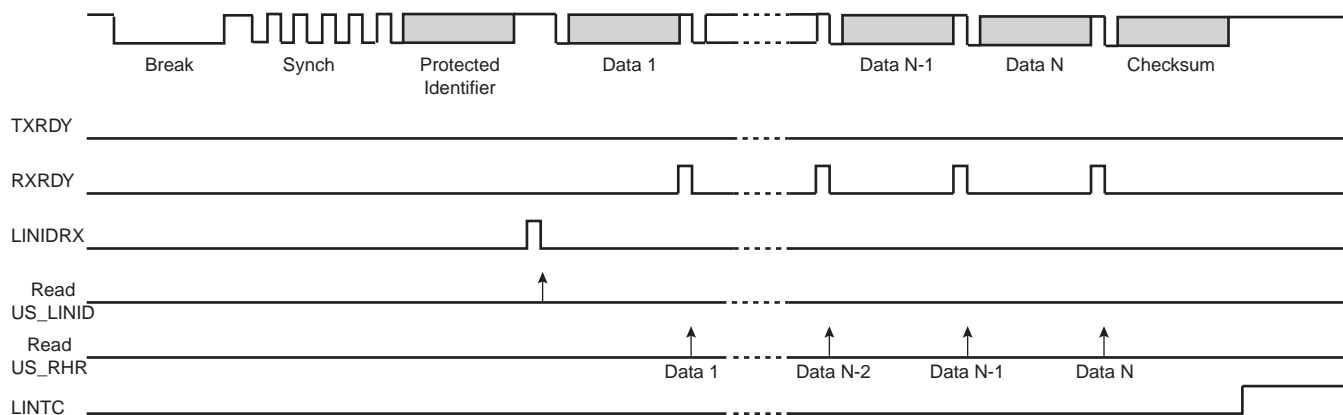 Break Synch Protected Identifier Data 1 Data N-1 Data N Checksum
TXRDY
RXRDY
LINIDRX
Read
US_LINID
Read
US_RHR
Data 1 Data N-2 Data N-1 Data N
LINTC